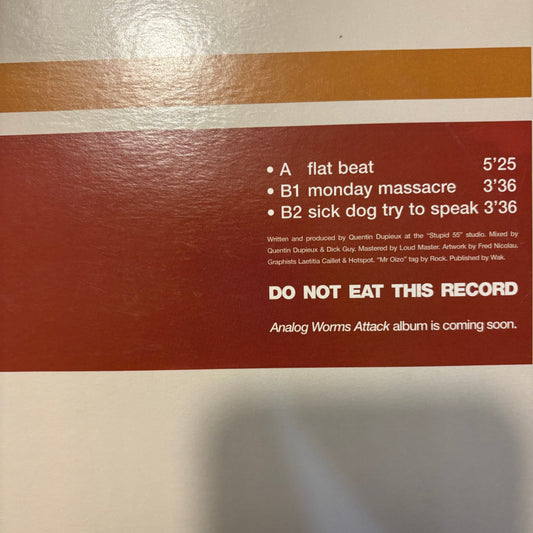 • A flat beat 5'25
• B1 monday massacre 3'36
• B2 sick dog try to speak 3'36
Written and produced by Quentin Dupieux at the "Stupid 55" studio. Mixed by
Quentin Dupieux & Dick Guy. Mastered by Loud Master. Artwork by Fred Nicolau.
Graphists Laetitia Caillet & Hotspot. "Mr Oizo" tag by Rock. Published by Wak.
DO NOT EAT THIS RECORD
Analog Worms Attack album is coming soon.